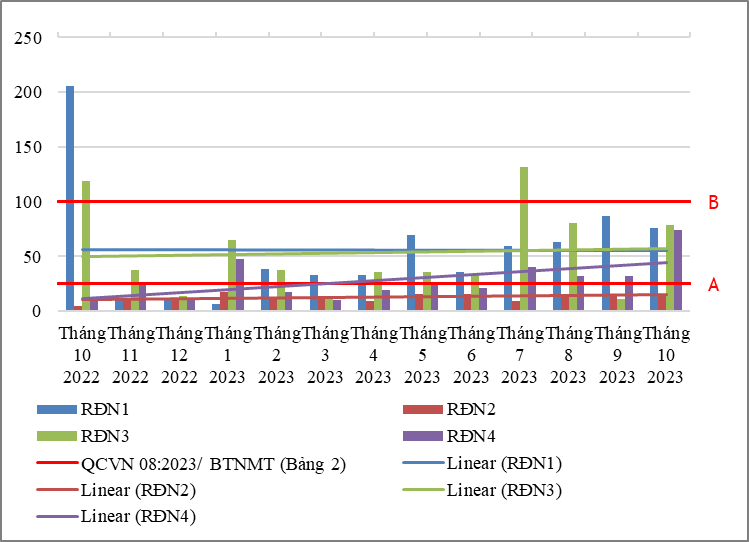 250
200
150
100
50
0
B
A
Tháng 10 2022
Tháng 11 2022
Tháng 12 2022
Tháng 1 2023
Tháng 2 2023
Tháng 3 2023
Tháng 4 2023
Tháng 5 2023
Tháng 6 2023
Tháng 7 2023
Tháng 8 2023
Tháng 9 2023
Tháng 10 2023
RĐN1
RĐN2
RĐN3
RĐN4
QCVN 08:2023/ BTNMT (Bảng 2)
Linear (RĐN1)
Linear (RĐN2)
Linear (RĐN3)
Linear (RĐN4)